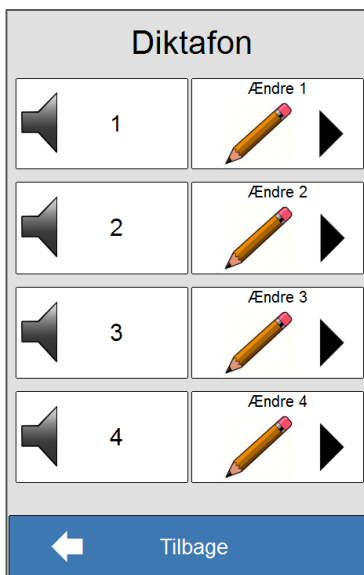 Diktafon
1
Ændre 1
2
Ændre 2
3
Ændre 3
4
Ændre 4
Tilbage